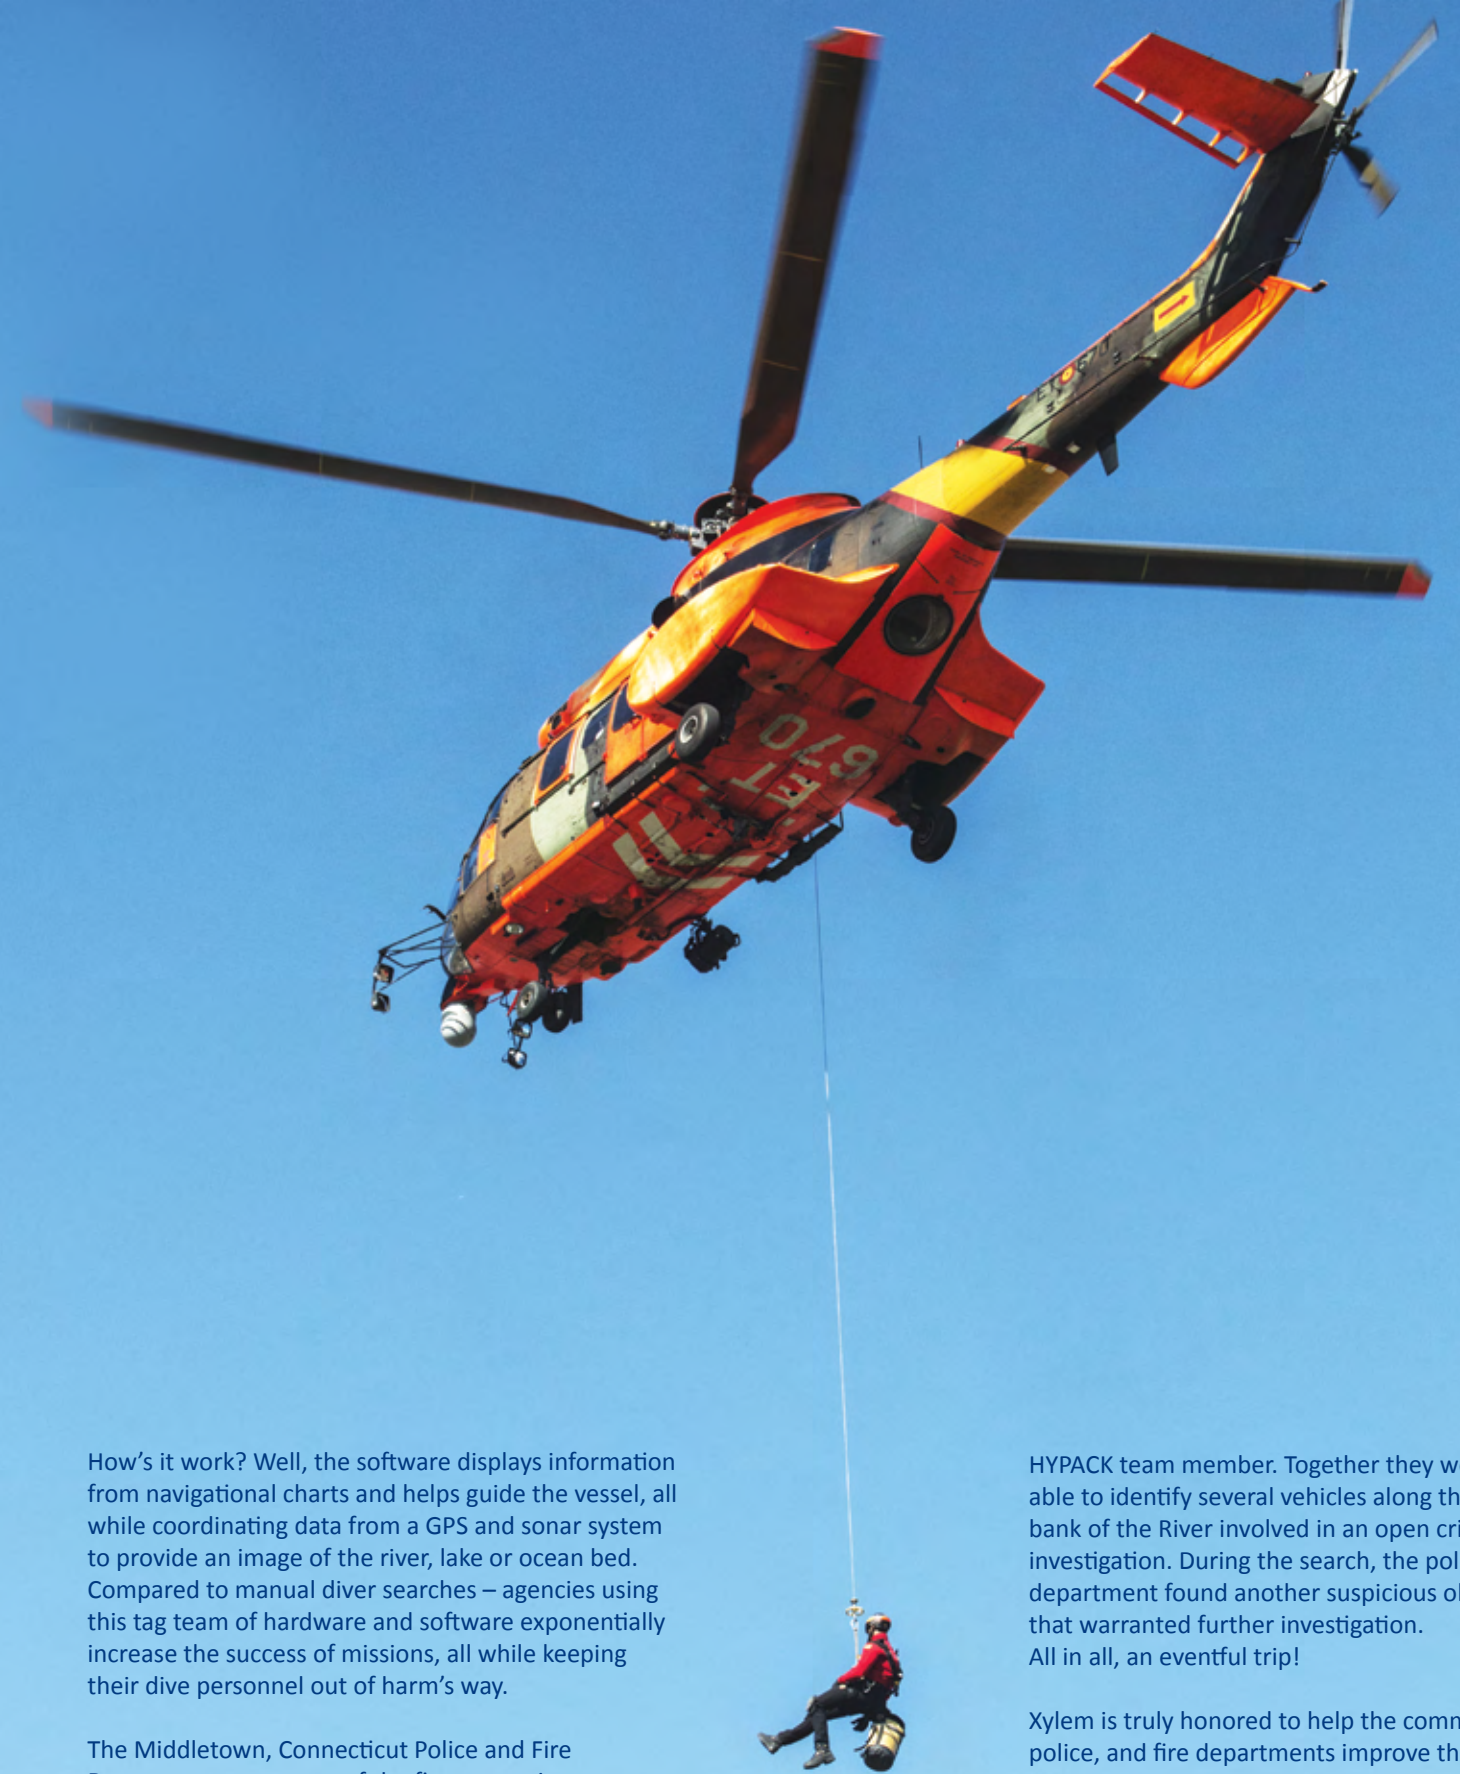 ET
670
ET
670
How's it work? Well, the software displays information
from navigational charts and helps guide the vessel, all
while coordinating data from a GPS and sonar system
to provide an image of the river, lake or ocean bed.
Compared to manual diver searches – agencies using
this tag team of hardware and software exponentially
increase the success of missions, all while keeping
their dive personnel out of harm's way.
The Middletown, Connecticut Police and Fire
HYPACK team member. Together they
able to identify several vehicles along
bank of the River involved in an open
investigation. During the search, the
department found another suspicious
that warranted further investigation.
All in all, an eventful trip!
Xylem is truly honored to help the
police, and fire departments improve